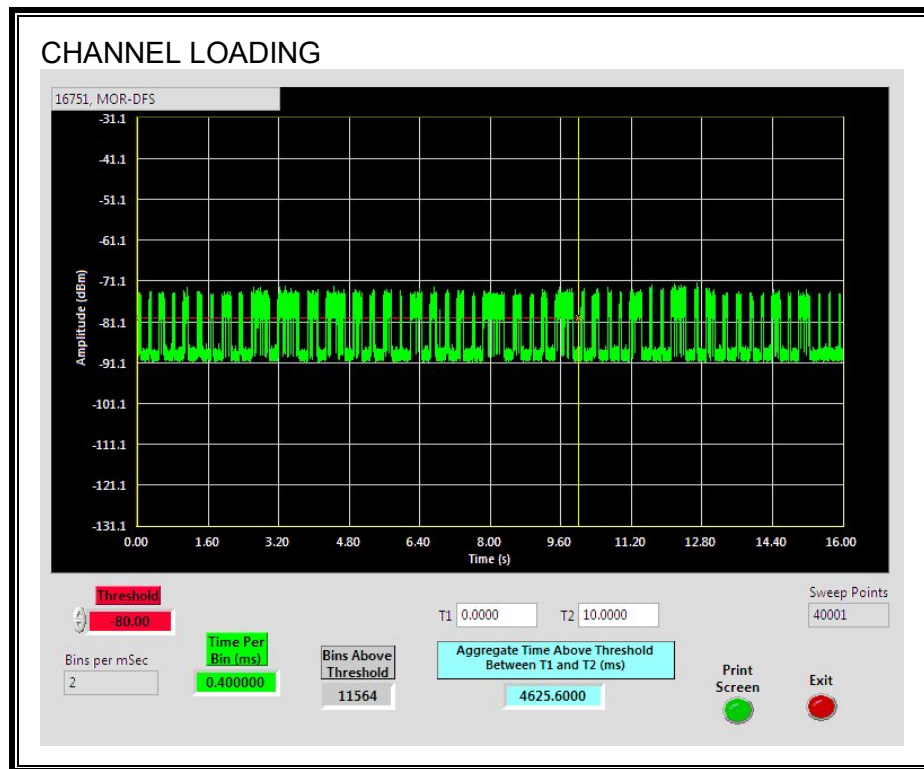 CHANNEL LOADING
16751, MOR-DFS
-31.1
-41.1
-51.1
-61.1
-71.1
-81.1
-91.1
-101.1
-111.1
-121.1
-131.1
Amplitude (dBm)
0.00 1.60 3.20 4.80 6.40 8.00 9.60 11.20 12.80 14.40 16.00
Time (s)
Threshold
-80.00
Bins per mSec
2
Time Per
Bin (ms)
0.400000
Bins Above
Threshold
11564
T1 0.0000 T2 10.0000
Aggregate Time Above Threshold
Between T1 and T2 (ms)
4625.6000
Sweep Points
40001
Print
Screen
Exit